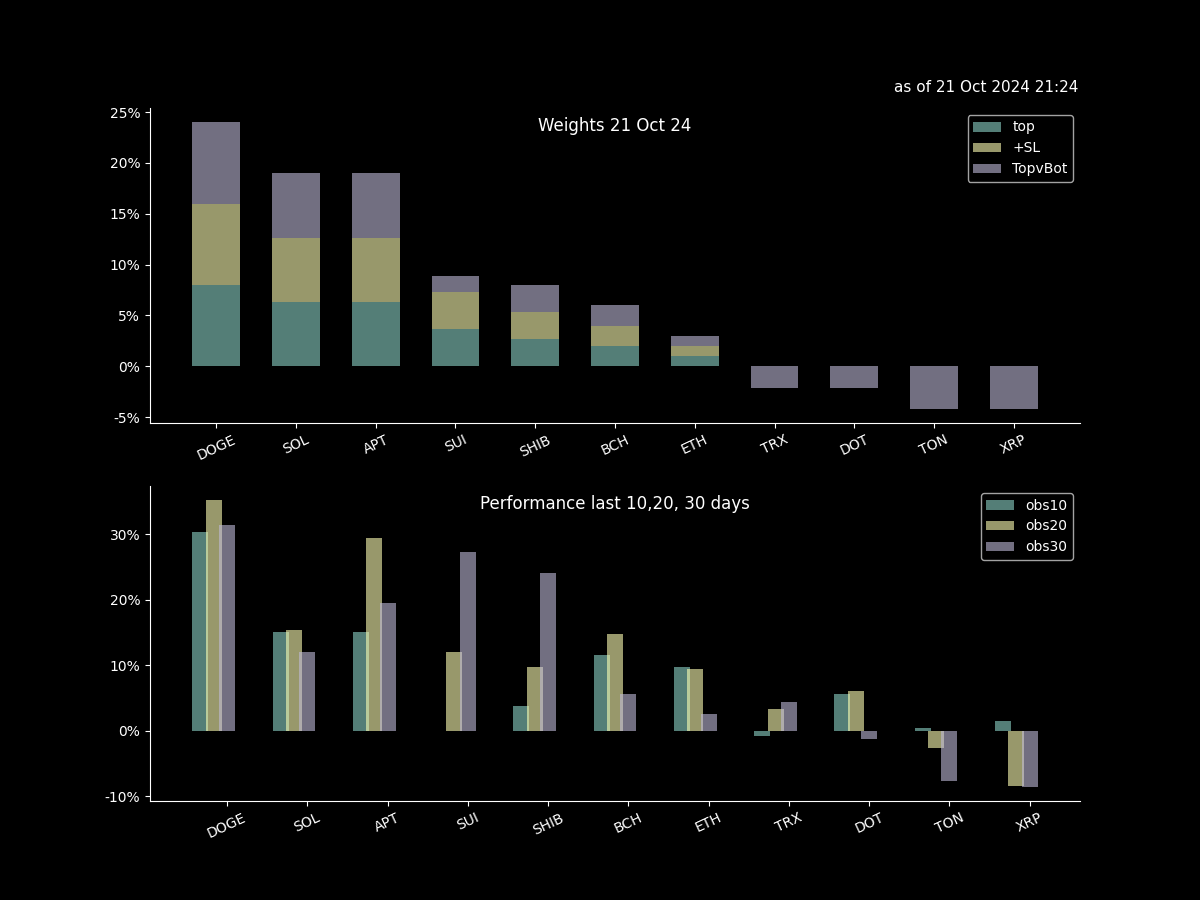 as of 21 Oct 2024 21:24
Weights 21 Oct 24
top
+SL
TopvBot
25%
20%
15%
10%
5%
0%
-5%
DOGE SOL APT SUI SHIB BCH ETH TRX DOT TON XRP
Performance last 10,20, 30 days
obs10
obs20
obs30
30%
20%
10%
0%
-10%
DOGE SOL APT SUI SHIB BCH ETH TRX DOT TON XRP